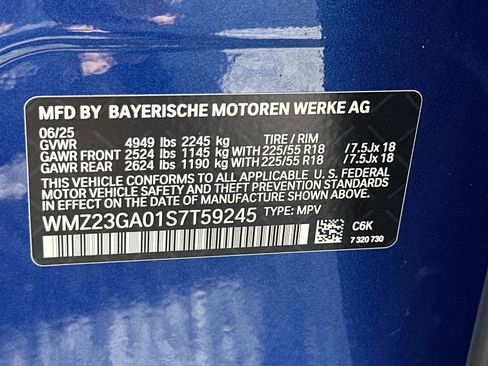 MFD BY BAYERISCHE MOTOREN WERKE AG
06/25
GVWR 4949 lbs 2245 kg TIRE / RIM
GAWR FRONT 2524 lbs 1145 kg 225/55 R18 / 7.5Jx 18
GAWR REAR 2624 lbs 1190 kg 225/55 R18 / 7.5Jx 18
THIS VEHICLE CONFORMS TO ALL APPLICABLE U. S. FEDERAL
MOTOR VEHICLE SAFETY AND THEFT PREVENTION STANDARDS
IN EFFECT ON THE DATE OF MANUFACTURE SHOWN ABOVE.
WMZ23GA01S7T59245 TYPE: MPV
C6K
7 320 730